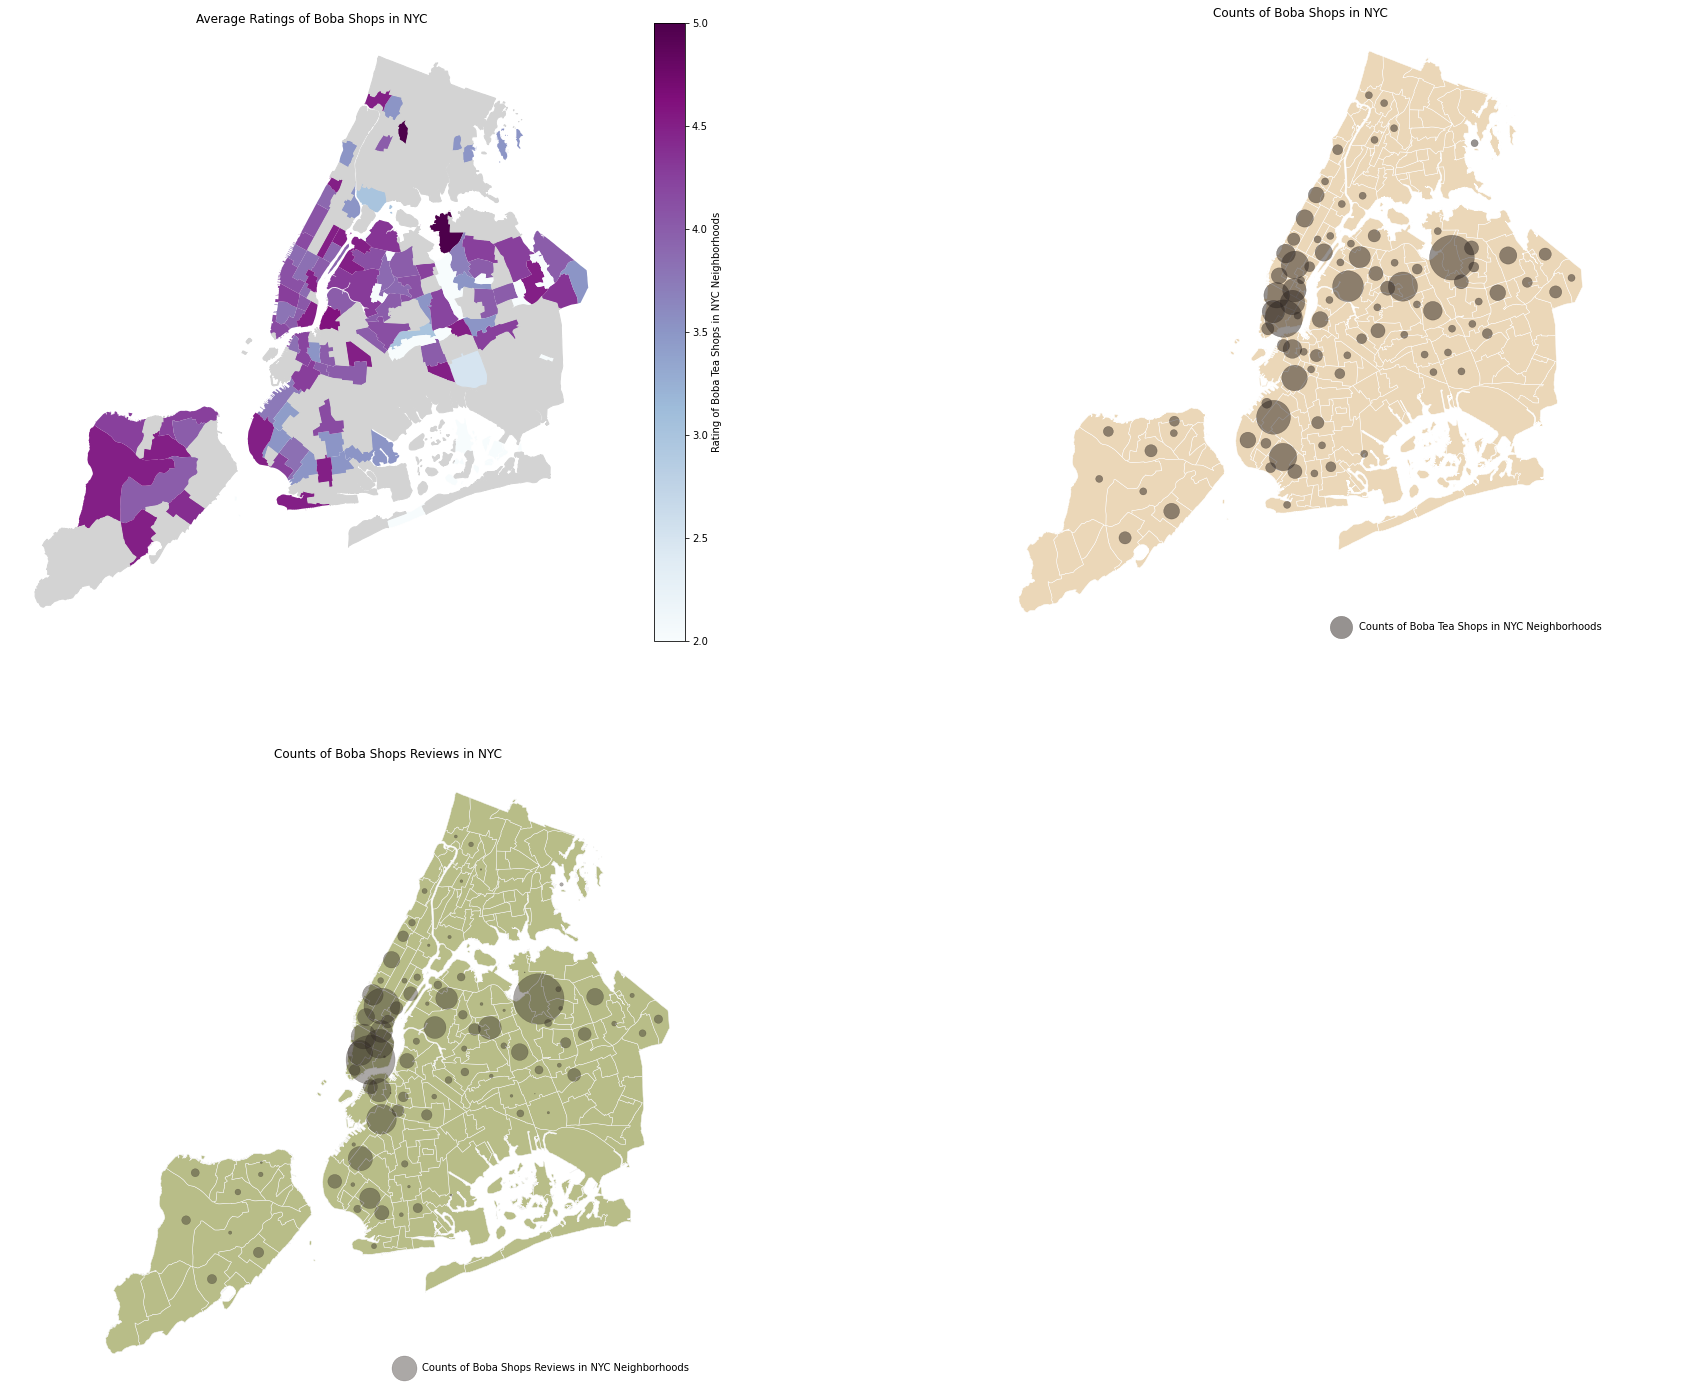 Average Ratings of Boba Shops in NYC
5.0
4.5
4.0
3.5
3.0
2.5
2.0
Rating of Boba Tea Shops in NYC Neighborhoods
Counts of Boba Shops in NYC
Counts of Boba Tea Shops in NYC Neighborhoods
Counts of Boba Shops Reviews in NYC
Counts of Boba Shops Reviews in NYC Neighborhoods